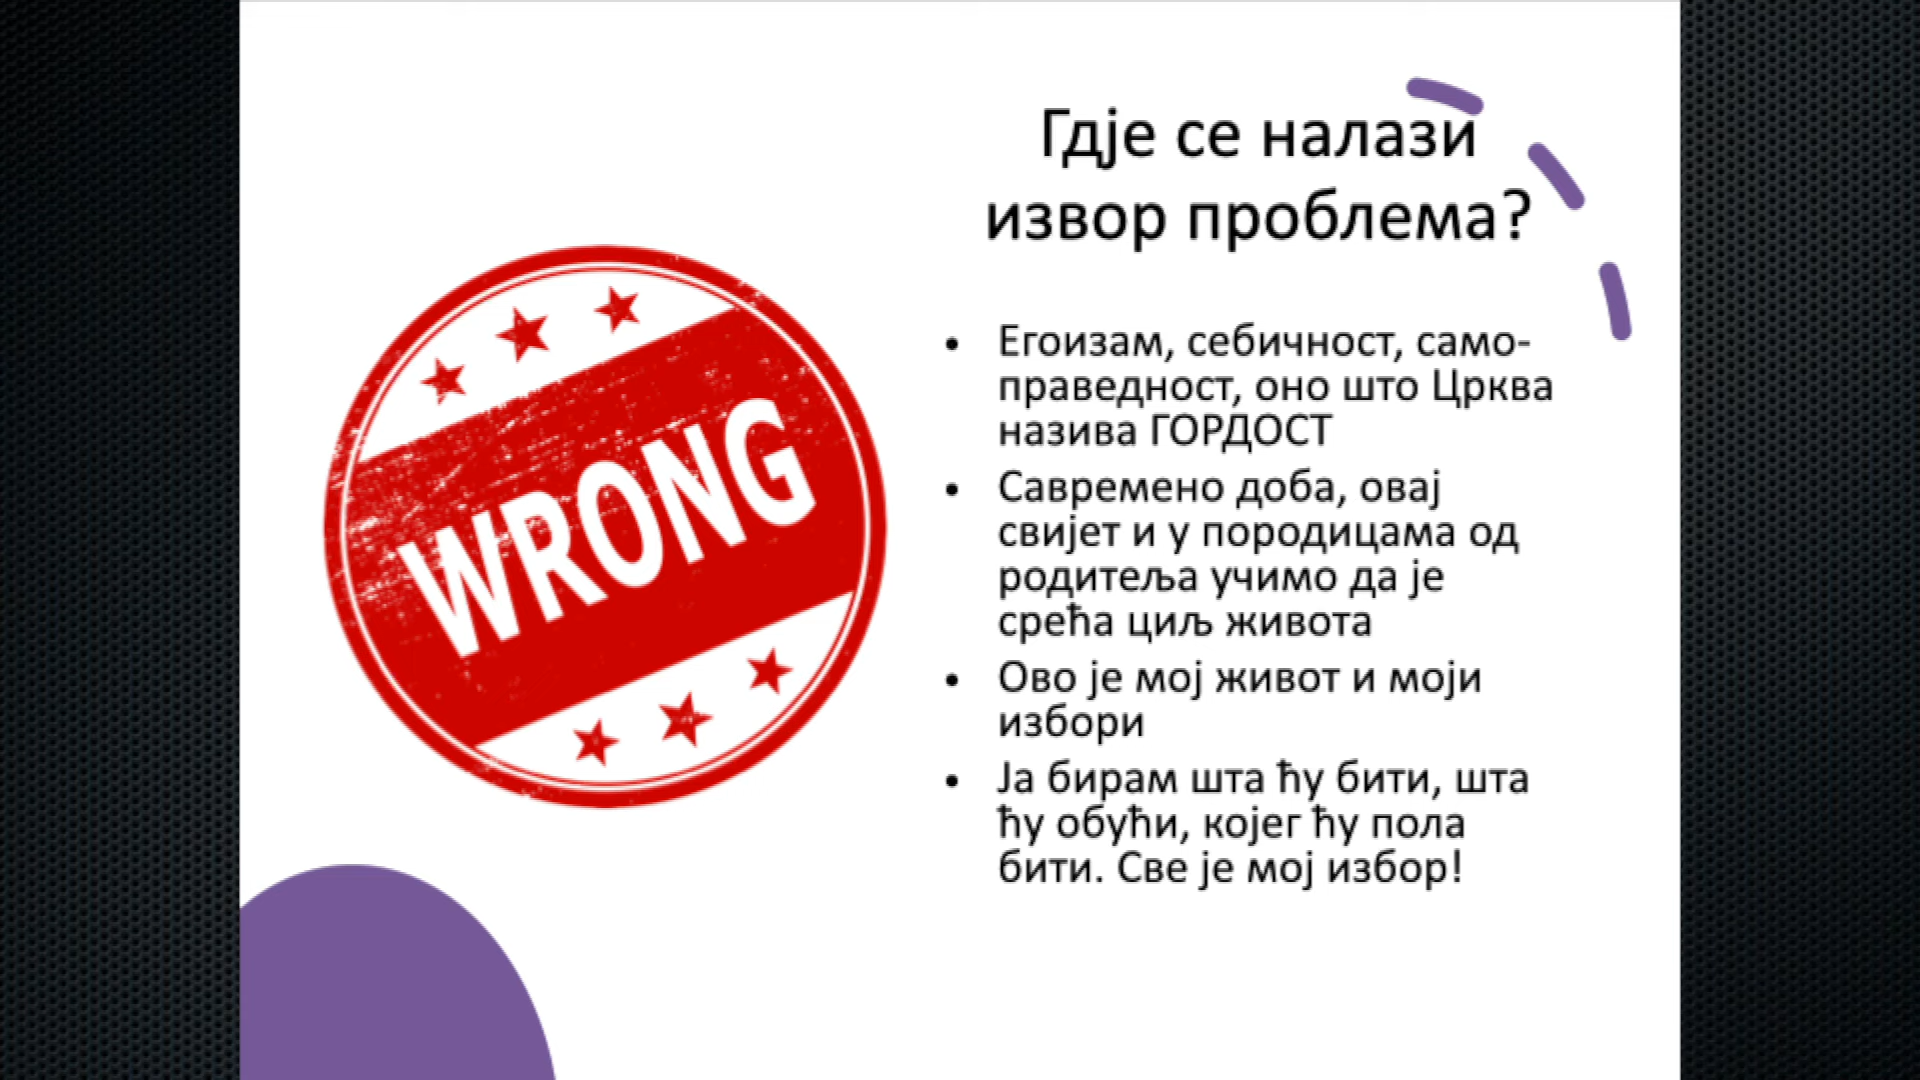 Гдје се налази
извор проблема?
WRONG
• Егоизам, себичност, само-
праведност, оно што Црква
назива ГОРДОСТ
• Савремено доба, овај
свијет и у породицама од
родитеља учимо да је
срећа циљ живота
• Ово је мој живот и моји
избори
• Ја бирам шта ћу бити, шта
ћу обући, којег ћу пола
бити. Све је мој избор!